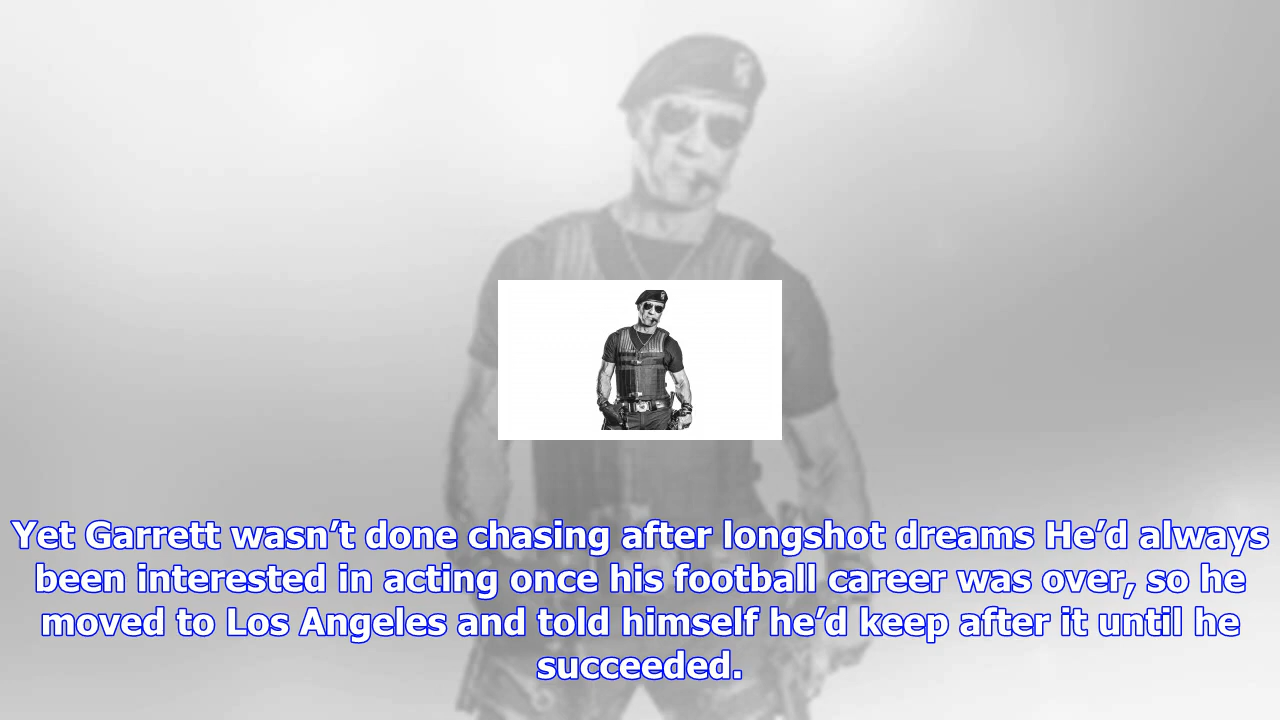 Yet Garrett wasn’t done chasing after longshot dreams He’d always
been interested in acting once his football career was over, so he
moved to Los Angeles and told himself he’d keep after it until he
succeeded.